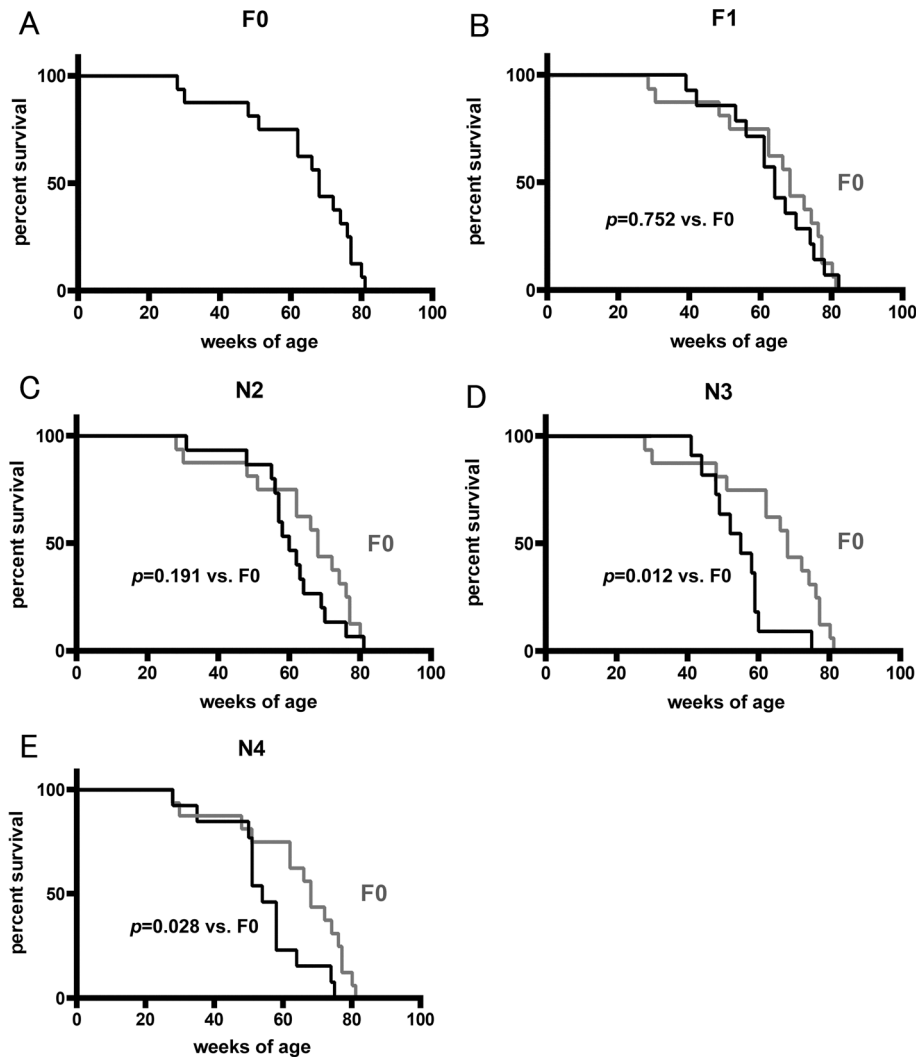 A
F0
percent survival
100
50
0
0 20 40 60 80 100
weeks of age
B
F1
percent survival
100
50
0
F0
p=0.752 vs. F0
0 20 40 60 80 100
weeks of age
C
N2
percent survival
100
50
0
F0
p=0.191 vs. F0
0 20 40 60 80 100
weeks of age
D
N3
percent survival
100
50
0
F0
p=0.012 vs. F0
0 20 40 60 80 100
weeks of age
E
N4
percent survival
100
50
0
F0
p=0.028 vs. F0
0 20 40 60 80 100
weeks of age